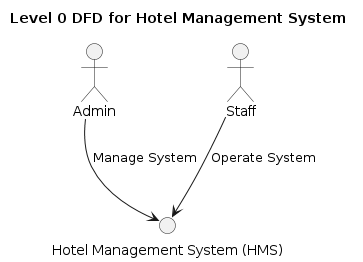 Level 0 DFD for Hotel Management System
Admin
Staff
Manage System
Operate System
Hotel Management System (HMS)